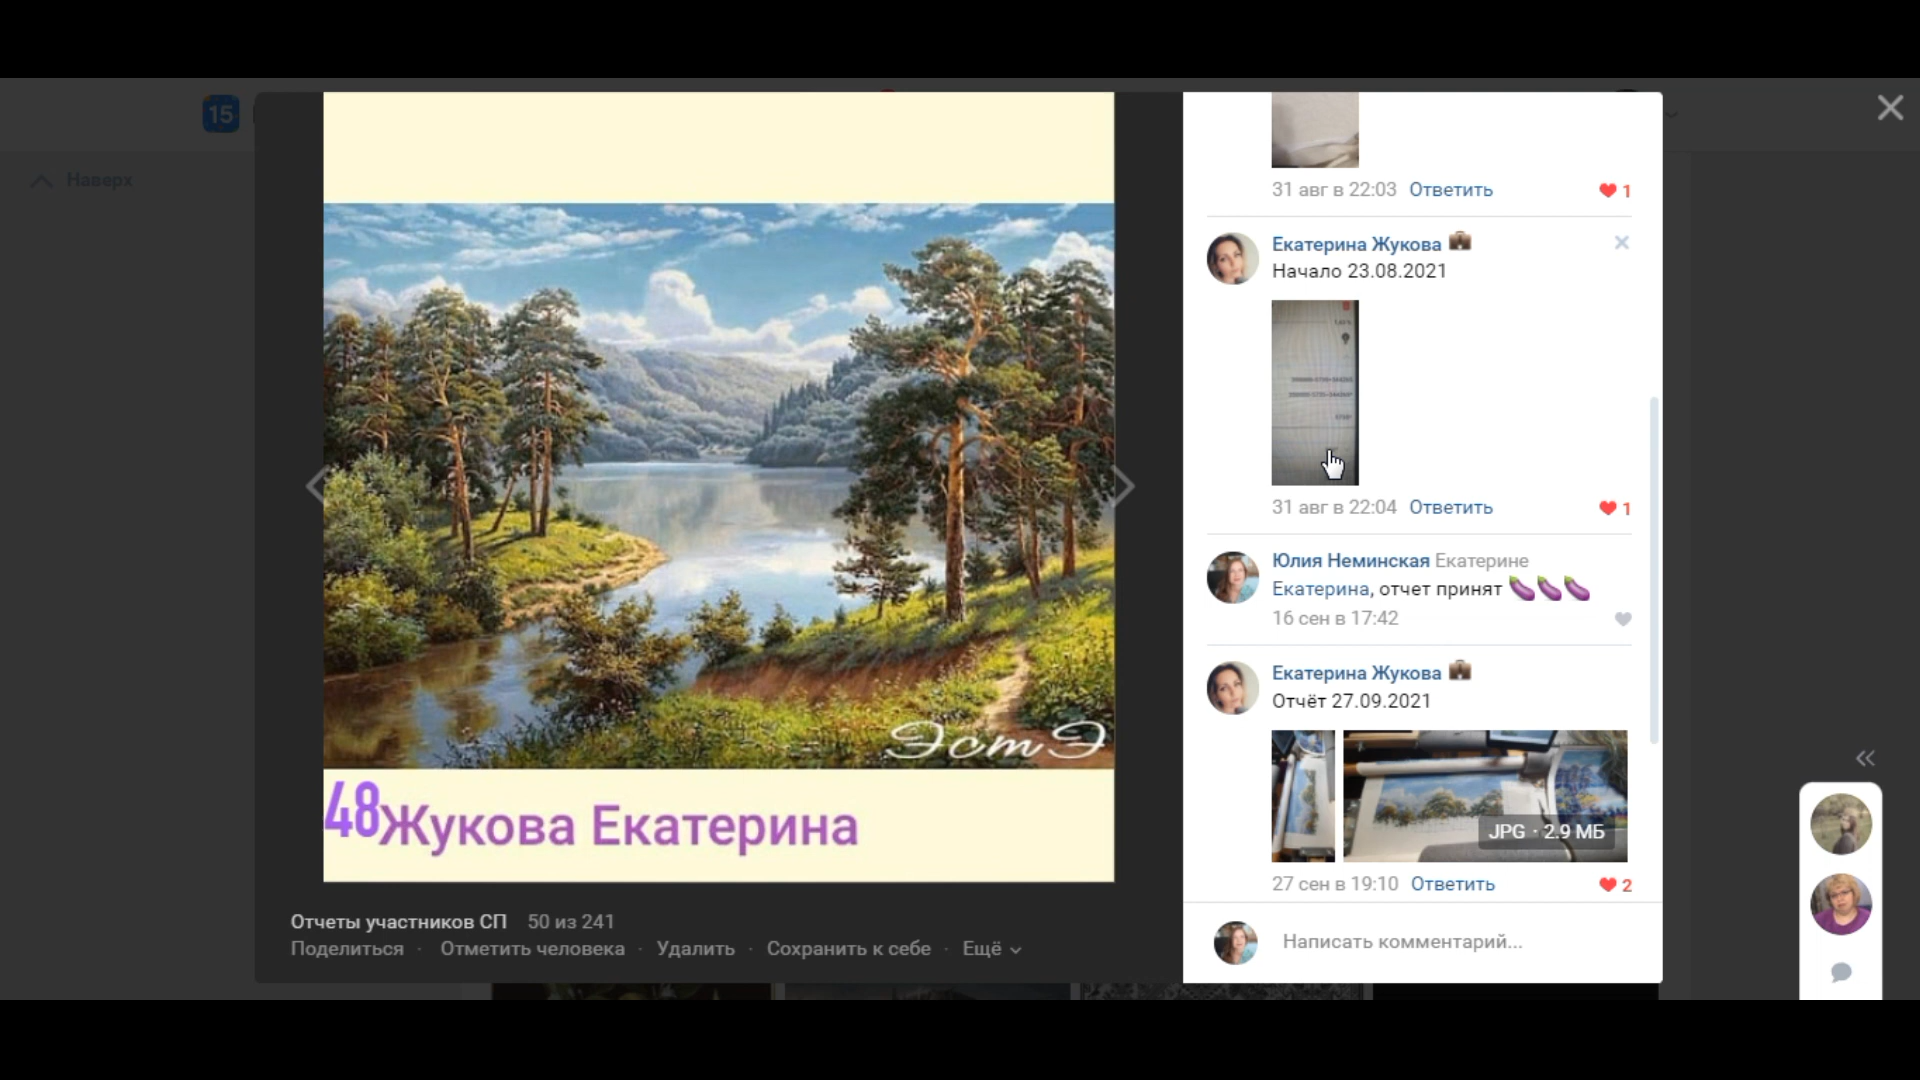 15
Наверх
31 авг в 22:03 Ответить 1
Екатерина Жукова
Начало 23.08.2021
31 авг в 22:04 Ответить 1
Юлия Неминская Екатерине
Екатерина, отчет принят
16 сен в 17:42
Екатерина Жукова
Отчёт 27.09.2021
JPG · 2.9 МБ
27 сен в 19:10 Ответить 2
Написать комментарий...
ЭстЭ
48 Жукова Екатерина
Отчеты участников СП 50 из 241
Поделиться · Отметить человека · Удалить · Сохранить к себе · Ещё